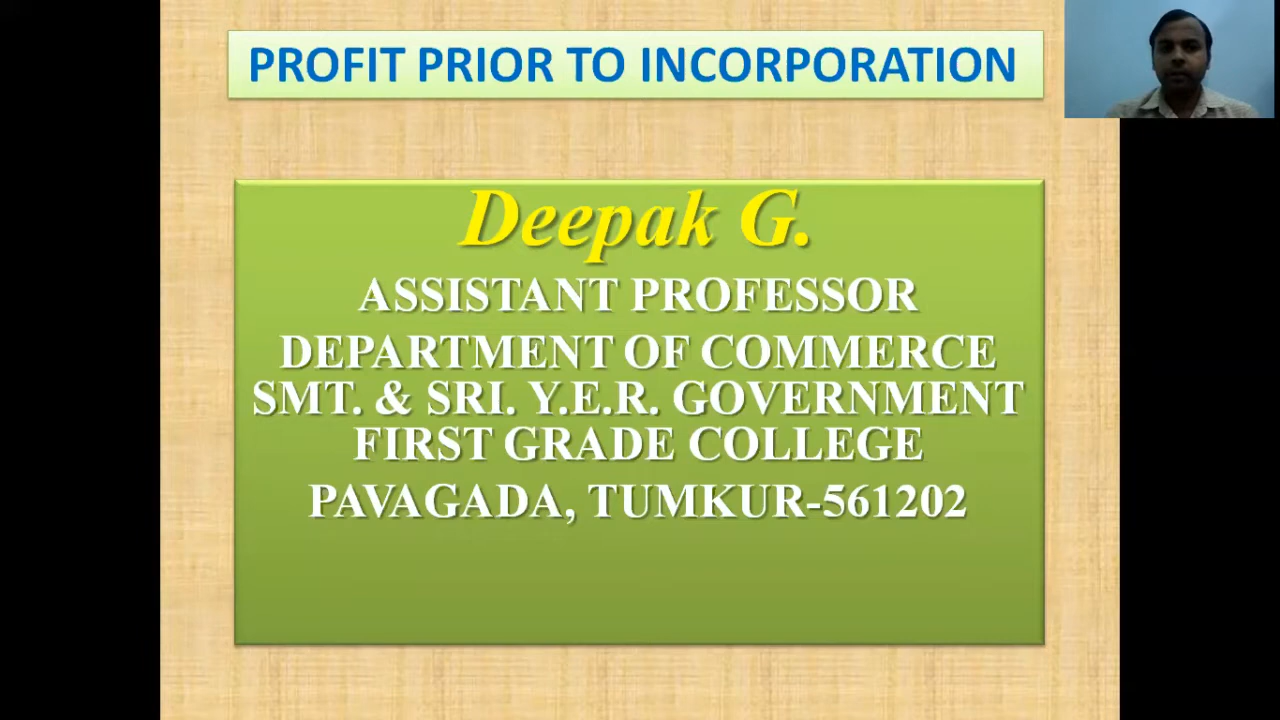 PROFIT PRIOR TO INCORPORATION
Deepak G.
ASSISTANT PROFESSOR
DEPARTMENT OF COMMERCE
SMT. & SRI. Y.E.R. GOVERNMENT
FIRST GRADE COLLEGE
PAVAGADA, TUMKUR-561202